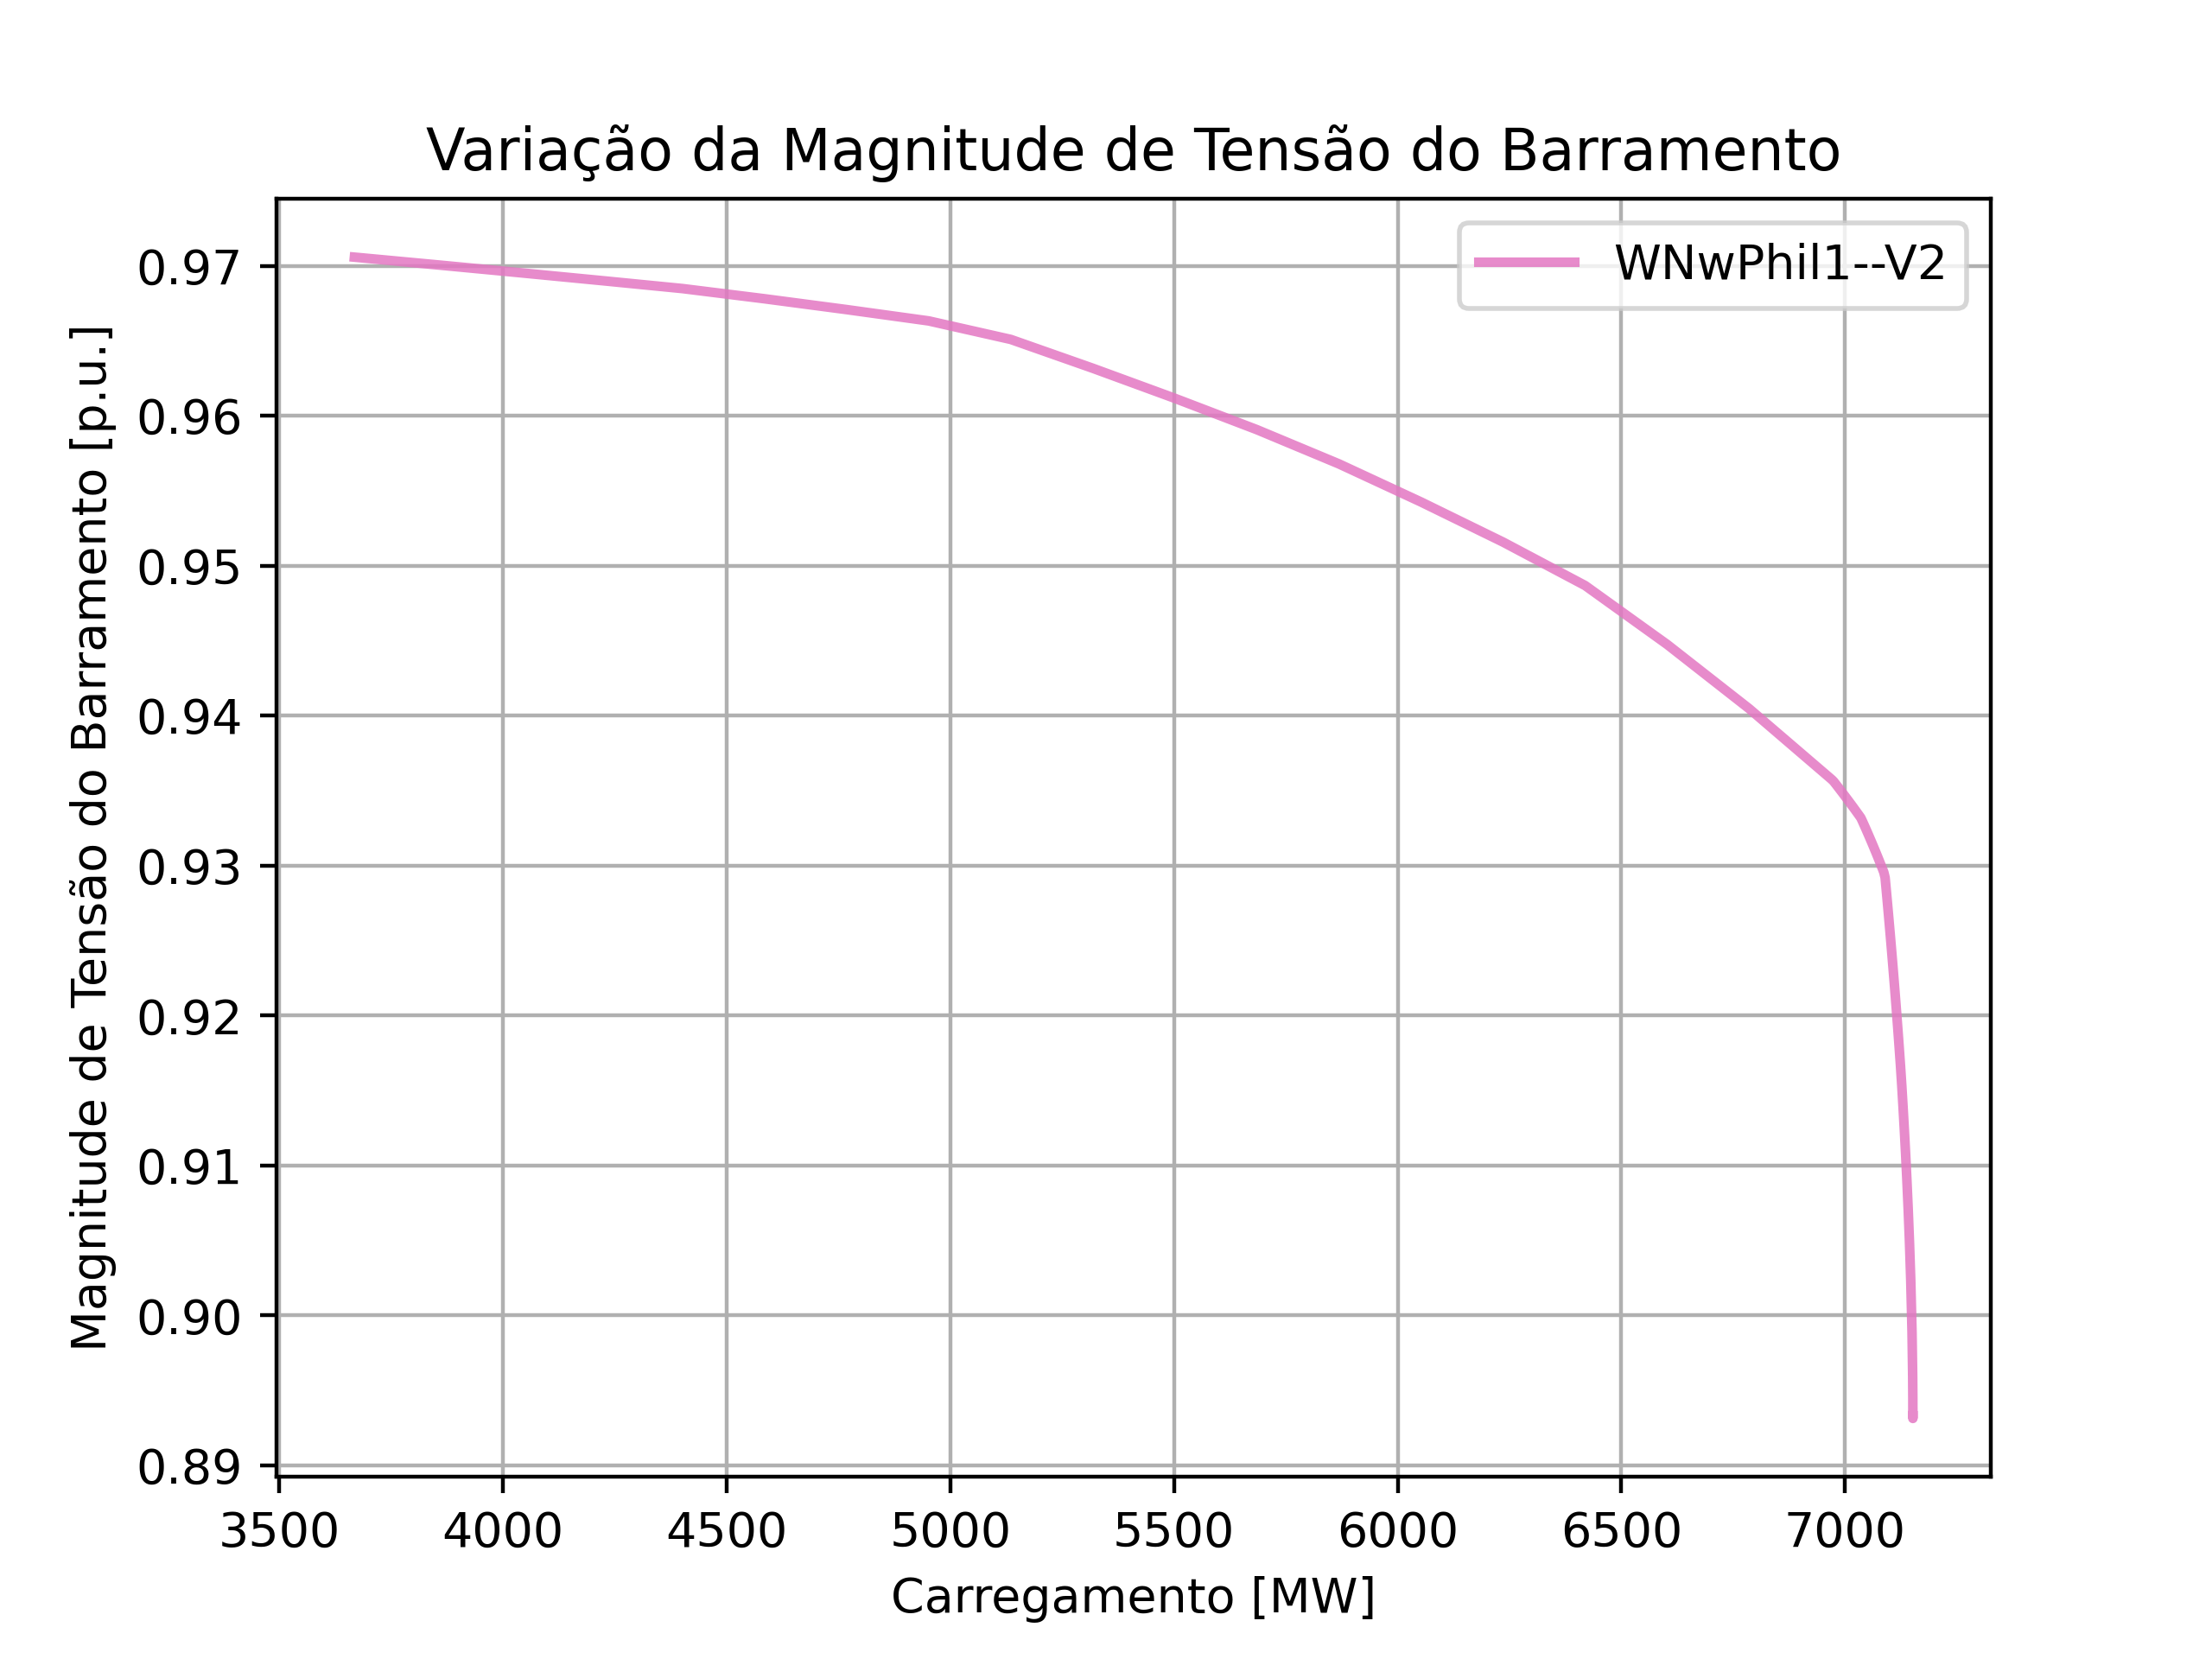 Variação da Magnitude de Tensão do Barramento
WNwPhil1--V2
Magnitude de Tensão do Barramento [p.u.]
0.97
0.96
0.95
0.94
0.93
0.92
0.91
0.90
0.89
3500 4000 4500 5000 5500 6000 6500 7000
Carregamento [MW]